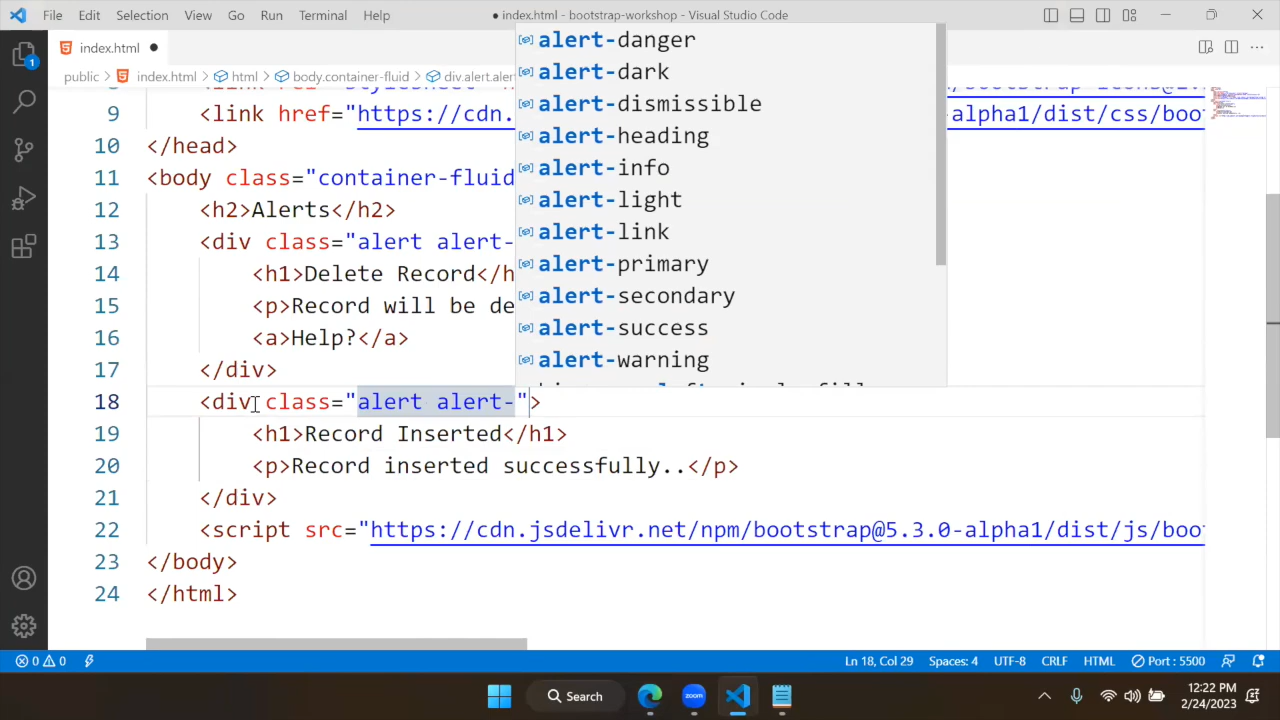 File Edit Selection View Go Run Terminal Help
● index.html - bootstrap-workshop - Visual Studio Code
index.html ●
public > index.html > html > body.container-fluid > div.alert.alert-
alert-danger
alert-dark
alert-dismissible
alert-heading
alert-info
alert-light
alert-link
alert-primary
alert-secondary
alert-success
alert-warning
9 <link href="https://cdn. -alpha1/dist/css/boo
10 </head>
11 <body class="container-fluid
12 <h2>Alerts</h2>
13 <div class="alert alert-
14 <h1>Delete Record</h
15 <p>Record will be de
16 <a>Help?</a>
17 </div>
18 <div class="alert alert-">
19 <h1>Record Inserted</h1>
20 <p>Record inserted successfully..</p>
21 </div>
22 <script src="https://cdn.jsdelivr.net/npm/bootstrap@5.3.0-alpha1/dist/js/boo
23 </body>
24 </html>
1
0 0 Ln 18, Col 29 Spaces: 4 UTF-8 CRLF HTML Port : 5500
Search
zoom
12:22 PM
2/24/2023